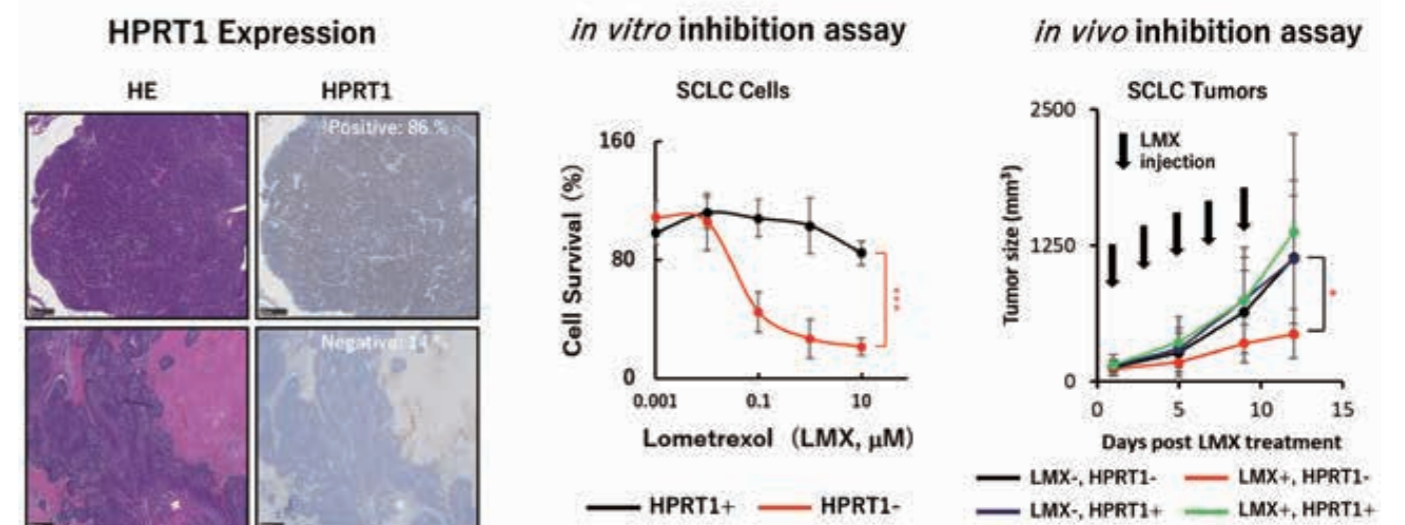 HPRT1 Expression
HE
HPRT1
Positive: 86 %
Negative: 14 %
in vitro inhibition assay
SCLC Cells
Cell Survival (%)
160
80
0
0.001
0.1
10
Lometrexol (LMX, μM)
HPRT1+
HPRT1-
***
in vivo inhibition assay
SCLC Tumors
Tumor size (mm³)
2500
1250
0
LMX
injection
*
0
5
10
15
Days post LMX treatment
LMX-, HPRT1-
LMX+, HPRT1-
LMX-, HPRT1+
LMX+, HPRT1+